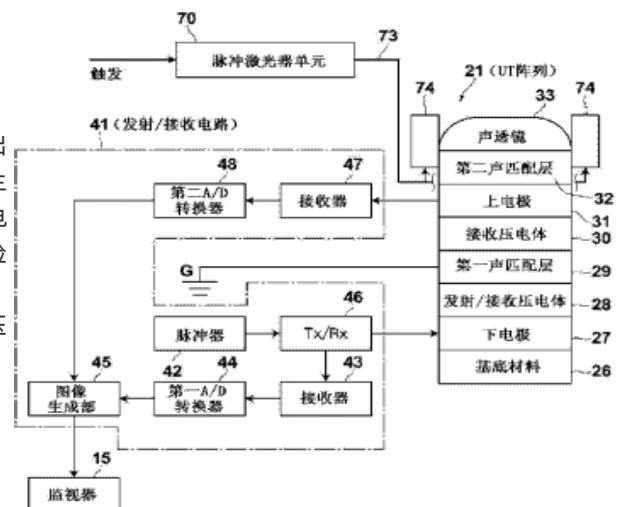 70
脉冲激光器单元
73
触发
21 (UT阵列)
74
33
74
声透镜
41 (发射/接收电路)
出
48
47
第二A/D
转换器
接收器
第二声匹配层
32
上电极
31
接收压电体
30
第一声匹配层
29
G
46
发射/接收压电体
28
脉冲器
Tx/Rx
下电极
27
42
44
43
基底材料
26
45
图像
生成部
第一A/D
转换器
接收器
15
监视器